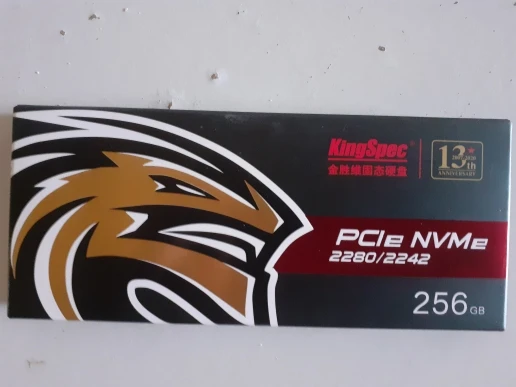 KingSpec®
金胜维固态硬盘
13th
ANNIVERSARY
PCIe NVMe
2280/2242
256GB